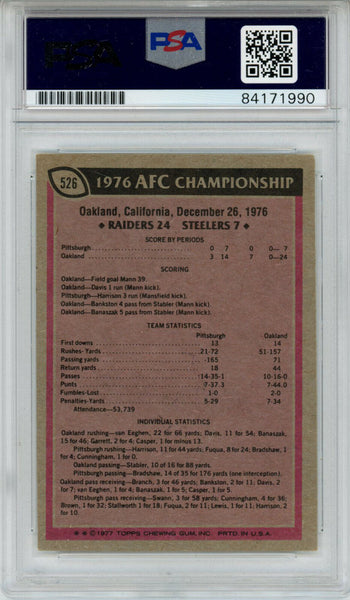 PSA
PSA
84171990
526 1976 AFC CHAMPIONSHIP
Oakland, California, December 26, 1976
◆ RAIDERS 24 STEELERS 7 ◆
SCORE BY PERIODS
Pittsburgh 0 7 0 0— 7
Oakland 3 14 7 0—24
SCORING
Oakland—Field goal Mann 39.
Oakland—Davis 1 run (Mann kick).
Pittsburgh—Harrison 3 run (Mansfield kick).
Oakland—Bankston 4 pass from Stabler (Mann kick).
Oakland—Banaszak 5 pass from Stabler (Mann kick).
TEAM STATISTICS
Pittsburgh Oakland
First downs 13 14
Rushes-Yards 21-72 51-157
Passing yards 165 71
Return yards 18 44
Passes 14-35-1 10-16-0
Punts 7-37.3 7-44.0
Fumbles-Lost 1-0 2-0
Penalties-Yards 5-29 7-34
Attendance—53,739
INDIVIDUAL STATISTICS
Oakland rushing—van Eeghen, 22 for 66 yards; Davis, 11 for 54; Banaszak,
15 for 46; Garrett, 2 for 4; Casper, 1 for minus 13.
Pittsburgh rushing—Harrison, 11 for 44 yards; Fuqua, 8 for 24; Bradshaw, 1
for 4; Cunningham, 1 for 0.
Oakland passing—Stabler, 10 of 16 for 88 yards.
Pittsburgh passing—Bradshaw, 14 of 35 for 176 yards (one interception).
Oakland pass receiving—Branch, 3 for 46 yards; Bankston, 2 for 11; Davis, 2
for 7; van Eeghen, 1 for 14; Casper, 1 for 5; Banaszak, 1 for 5.
Pittsburgh pass receiving—Swann, 3 for 58 yards; Cunningham, 4 for 36;
Brown, 1 for 32; Stallworth 1 for 18; Fuqua, 2 for 11; Lewis, 1 for 12; Harrison, 2
for 10.
★ ★ ©1977 TOPPS CHEWING GUM, INC. PRTD. IN U.S.A.